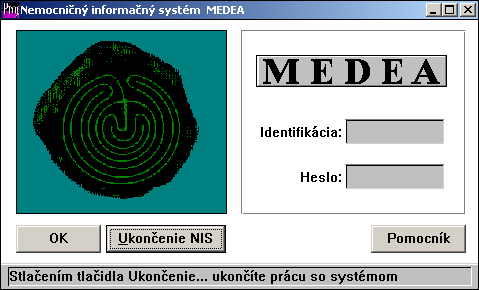 Nemocničný informačný systém MEDEA
MEDEA
Identifikácia:
Heslo:
OK
Ukončenie NIS
Pomocník
Stlačením tlačidla Ukončenie... ukončíte prácu so systémom